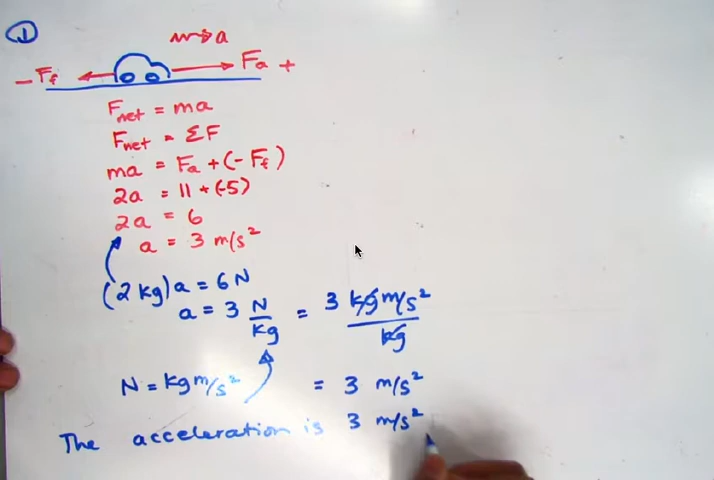 1
→ a
- Ff Fa +
Fnet = ma
Fnet = ΣF
ma = Fa + (- Ff)
2a = 11 + (-5)
2a = 6
a = 3 m/s²
(2 kg) a = 6 N
a = 3 N/kg = 3 kg m/s²/kg
N = kg m/s² = 3 m/s²
The acceleration is 3 m/s²